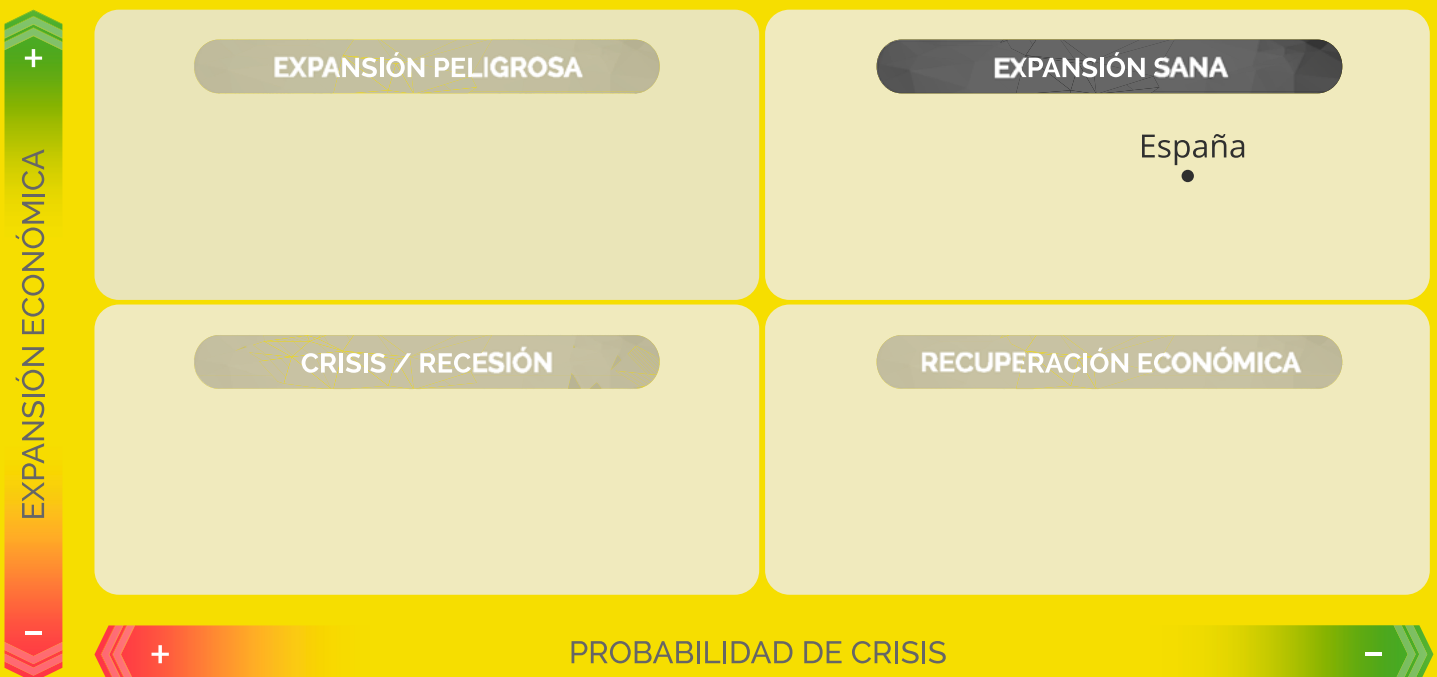 +
EXPANSIÓN ECONÓMICA
−
EXPANSIÓN PELIGROSA
EXPANSIÓN SANA
España
CRISIS / RECESIÓN
RECUPERACIÓN ECONÓMICA
+
PROBABILIDAD DE CRISIS
−